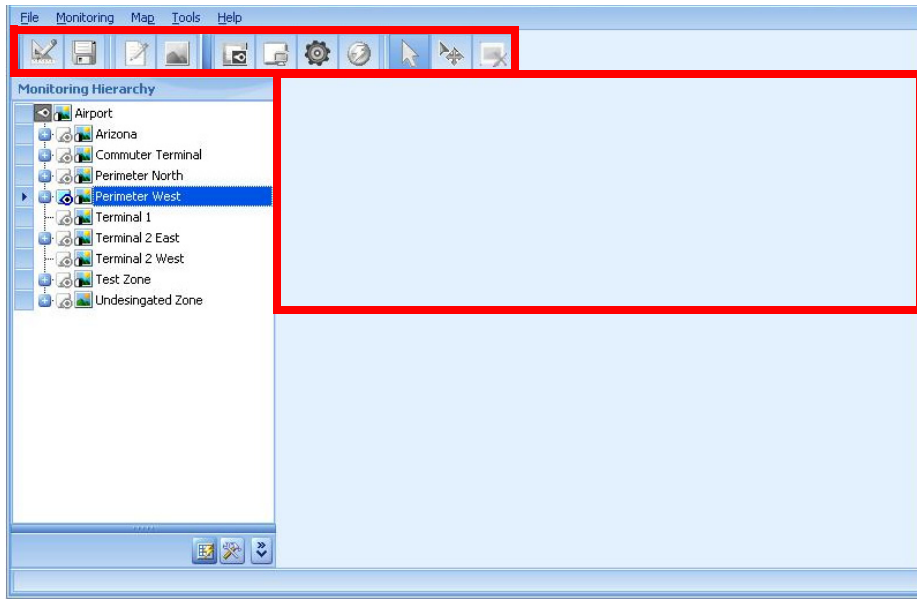 File Monitoring Map Tools Help
Monitoring Hierarchy
Airport
Arizona
Commuter Terminal
Perimeter North
Perimeter West
Terminal 1
Terminal 2 East
Terminal 2 West
Test Zone
Undesingated Zone